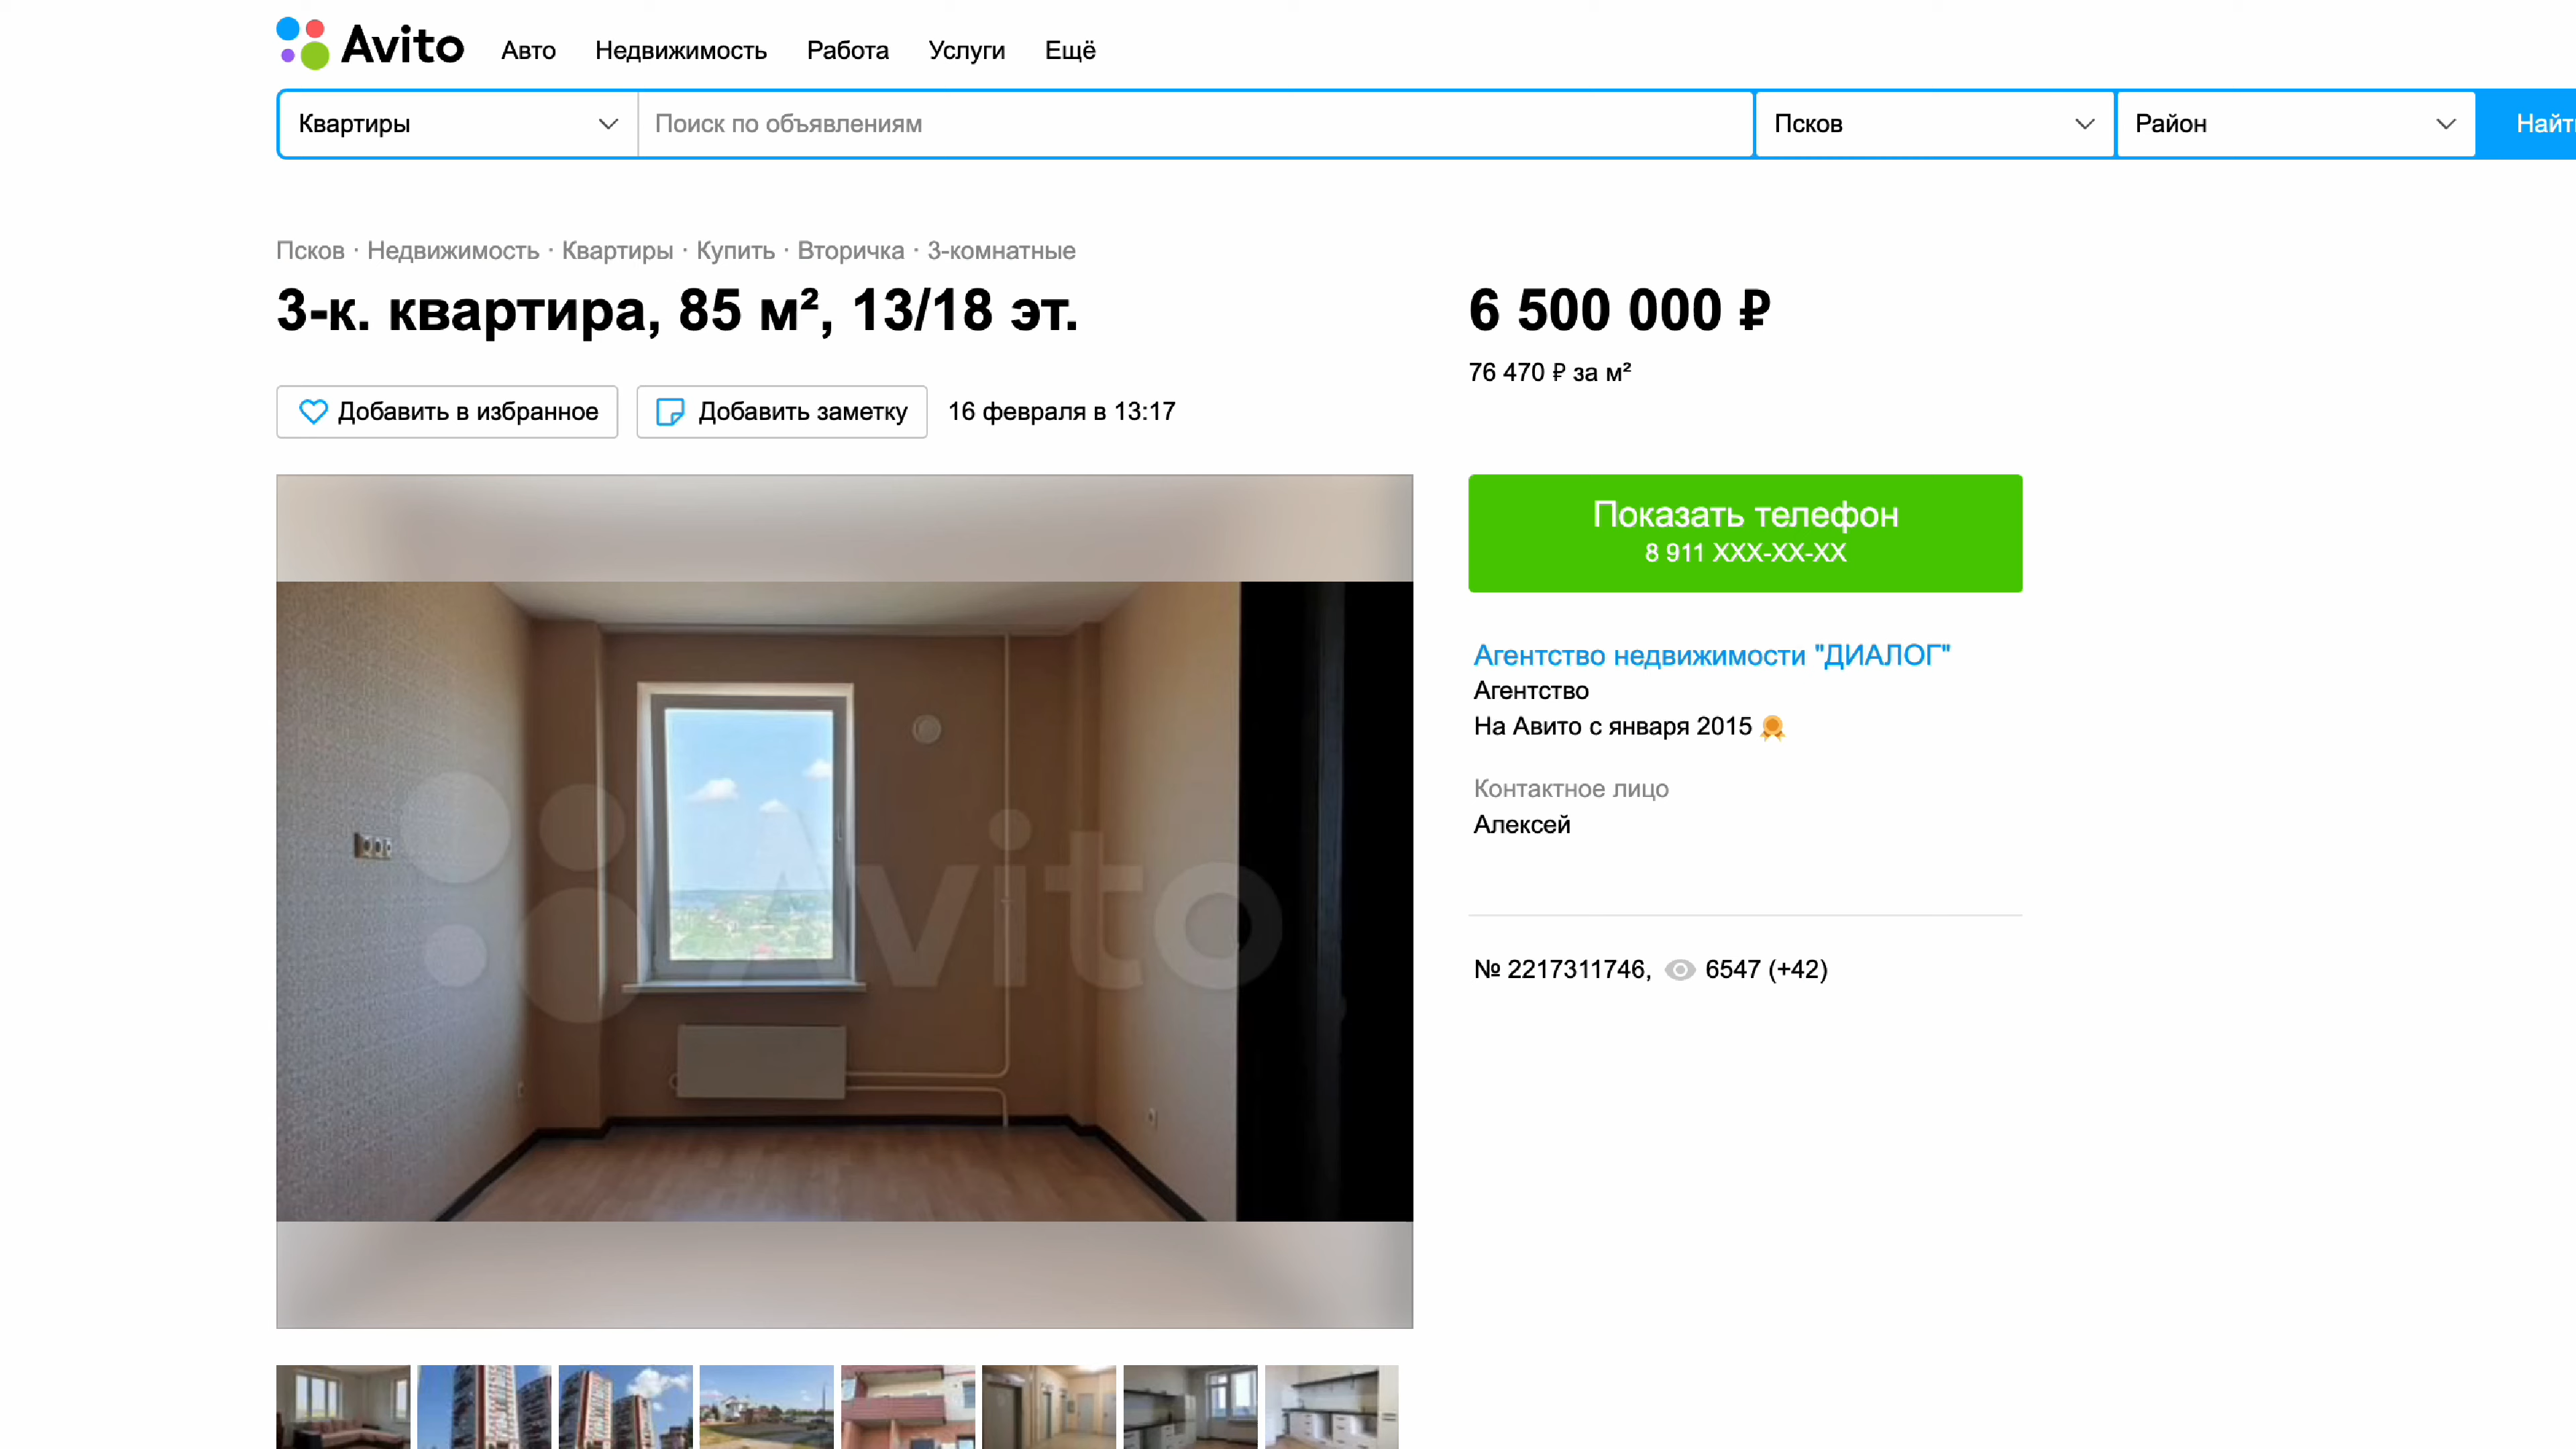 Avito Авто Недвижимость Работа Услуги Ещё
Квартиры Поиск по объявлениям Псков Район Найт
Псков · Недвижимость · Квартиры · Купить · Вторичка · 3-комнатные
3-к. квартира, 85 м², 13/18 эт.
6 500 000 ₽
76 470 ₽ за м²
Добавить в избранное Добавить заметку 16 февраля в 13:17
Показать телефон
8 911 XXX-XX-XX
Агентство недвижимости "ДИАЛОГ"
Агентство
На Авито с января 2015
Контактное лицо
Алексей
№ 2217311746, 6547 (+42)
Avito